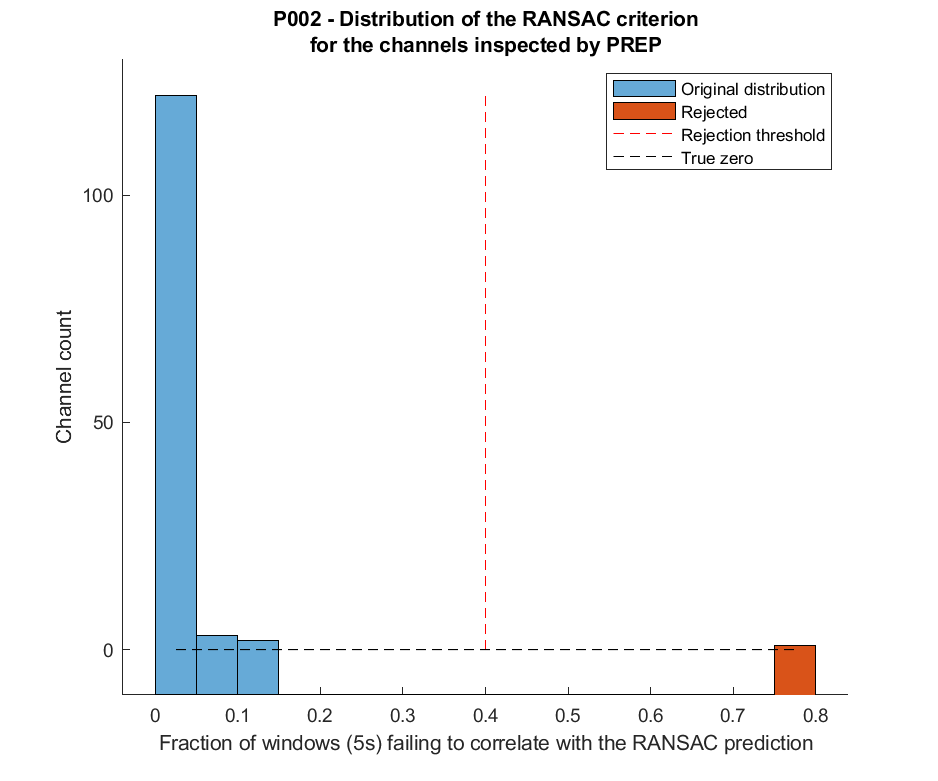 P002 - Distribution of the RANSAC criterion
for the channels inspected by PREP
Original distribution
Rejected
Rejection threshold
True zero
Channel count
100
50
0
0 0.1 0.2 0.3 0.4 0.5 0.6 0.7 0.8
Fraction of windows (5s) failing to correlate with the RANSAC prediction